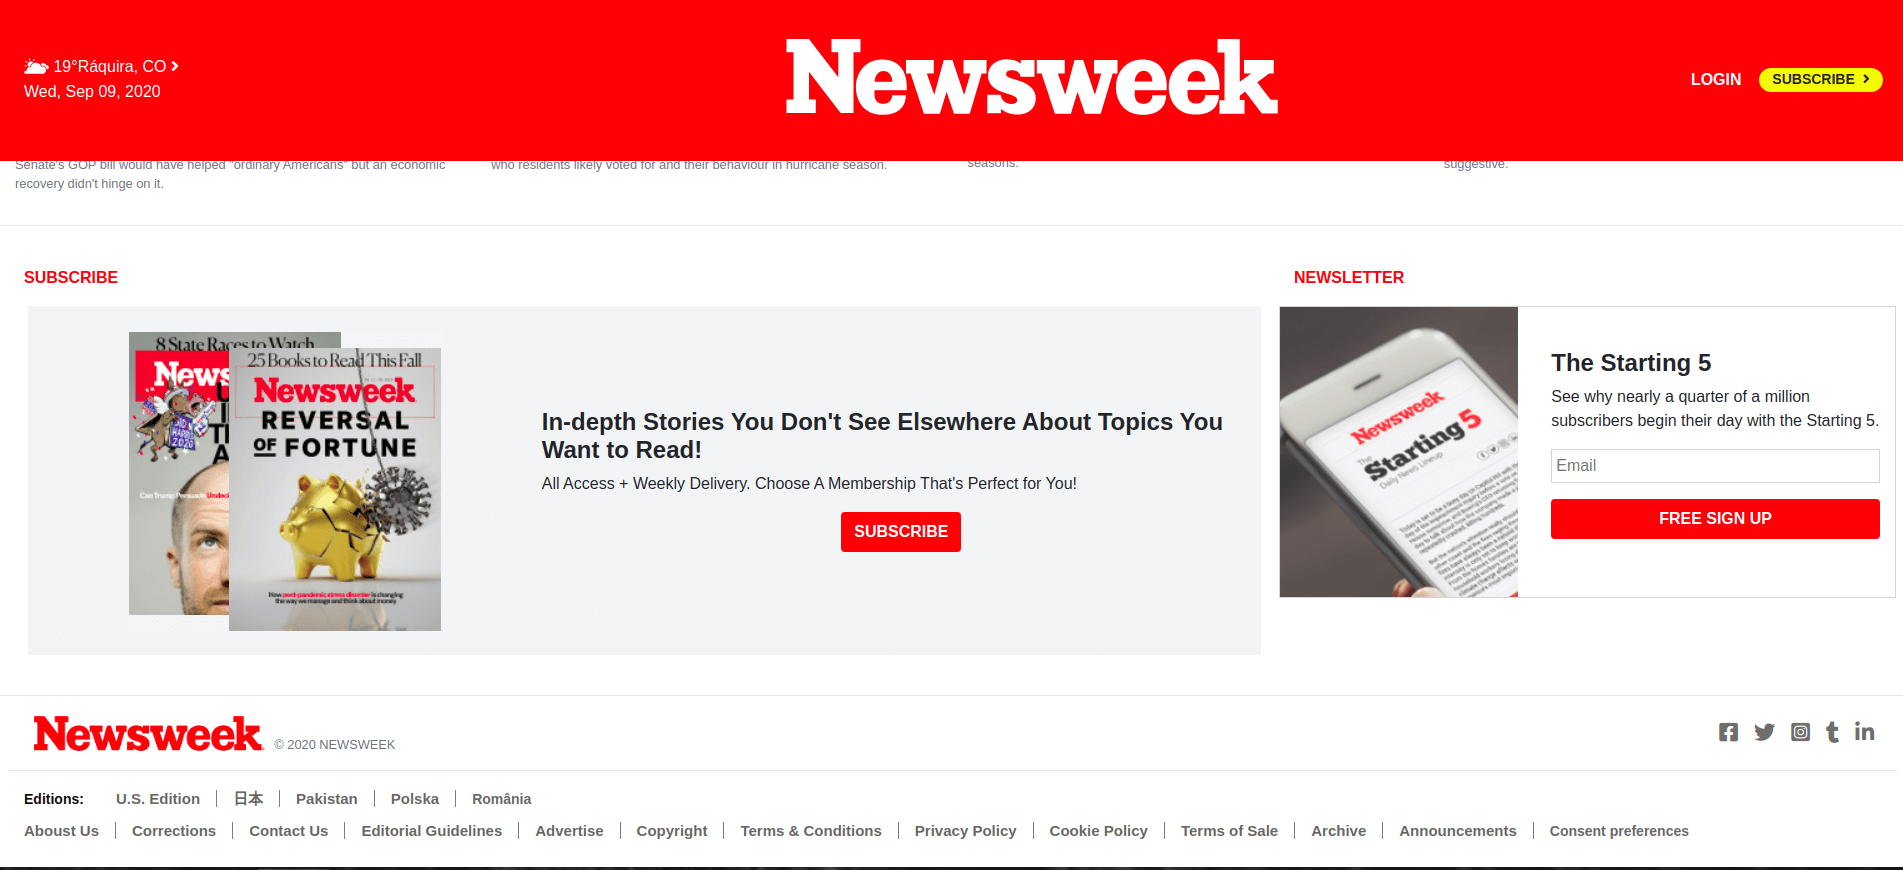 19°Ráquira, CO
Wed, Sep 09, 2020
Newsweek
LOGIN
SUBSCRIBE
Senate's GOP bill would have helped "ordinary Americans" but an economic
recovery didn't hinge on it.
who residents likely voted for and their behaviour in hurricane season.
seasons.
suggestive.
SUBSCRIBE
8 State Races to Watch
News
25 Books to Read This Fall
Newsweek
REVERSAL
OF FORTUNE
Can Trump Persuade
How post-pandemic stress disorder is changing
the way we manage and think about money
In-depth Stories You Don't See Elsewhere About Topics You
Want to Read!
All Access + Weekly Delivery. Choose A Membership That's Perfect for You!
SUBSCRIBE
NEWSLETTER
Newsweek
The
Starting 5
Daily News Lineup
The Starting 5
See why nearly a quarter of a million
subscribers begin their day with the Starting 5.
Email
FREE SIGN UP
Newsweek
© 2020 NEWSWEEK
Editions:
U.S. Edition
日本
Pakistan
Polska
România
Aboust Us
Corrections
Contact Us
Editorial Guidelines
Advertise
Copyright
Terms & Conditions
Privacy Policy
Cookie Policy
Terms of Sale
Archive
Announcements
Consent preferences